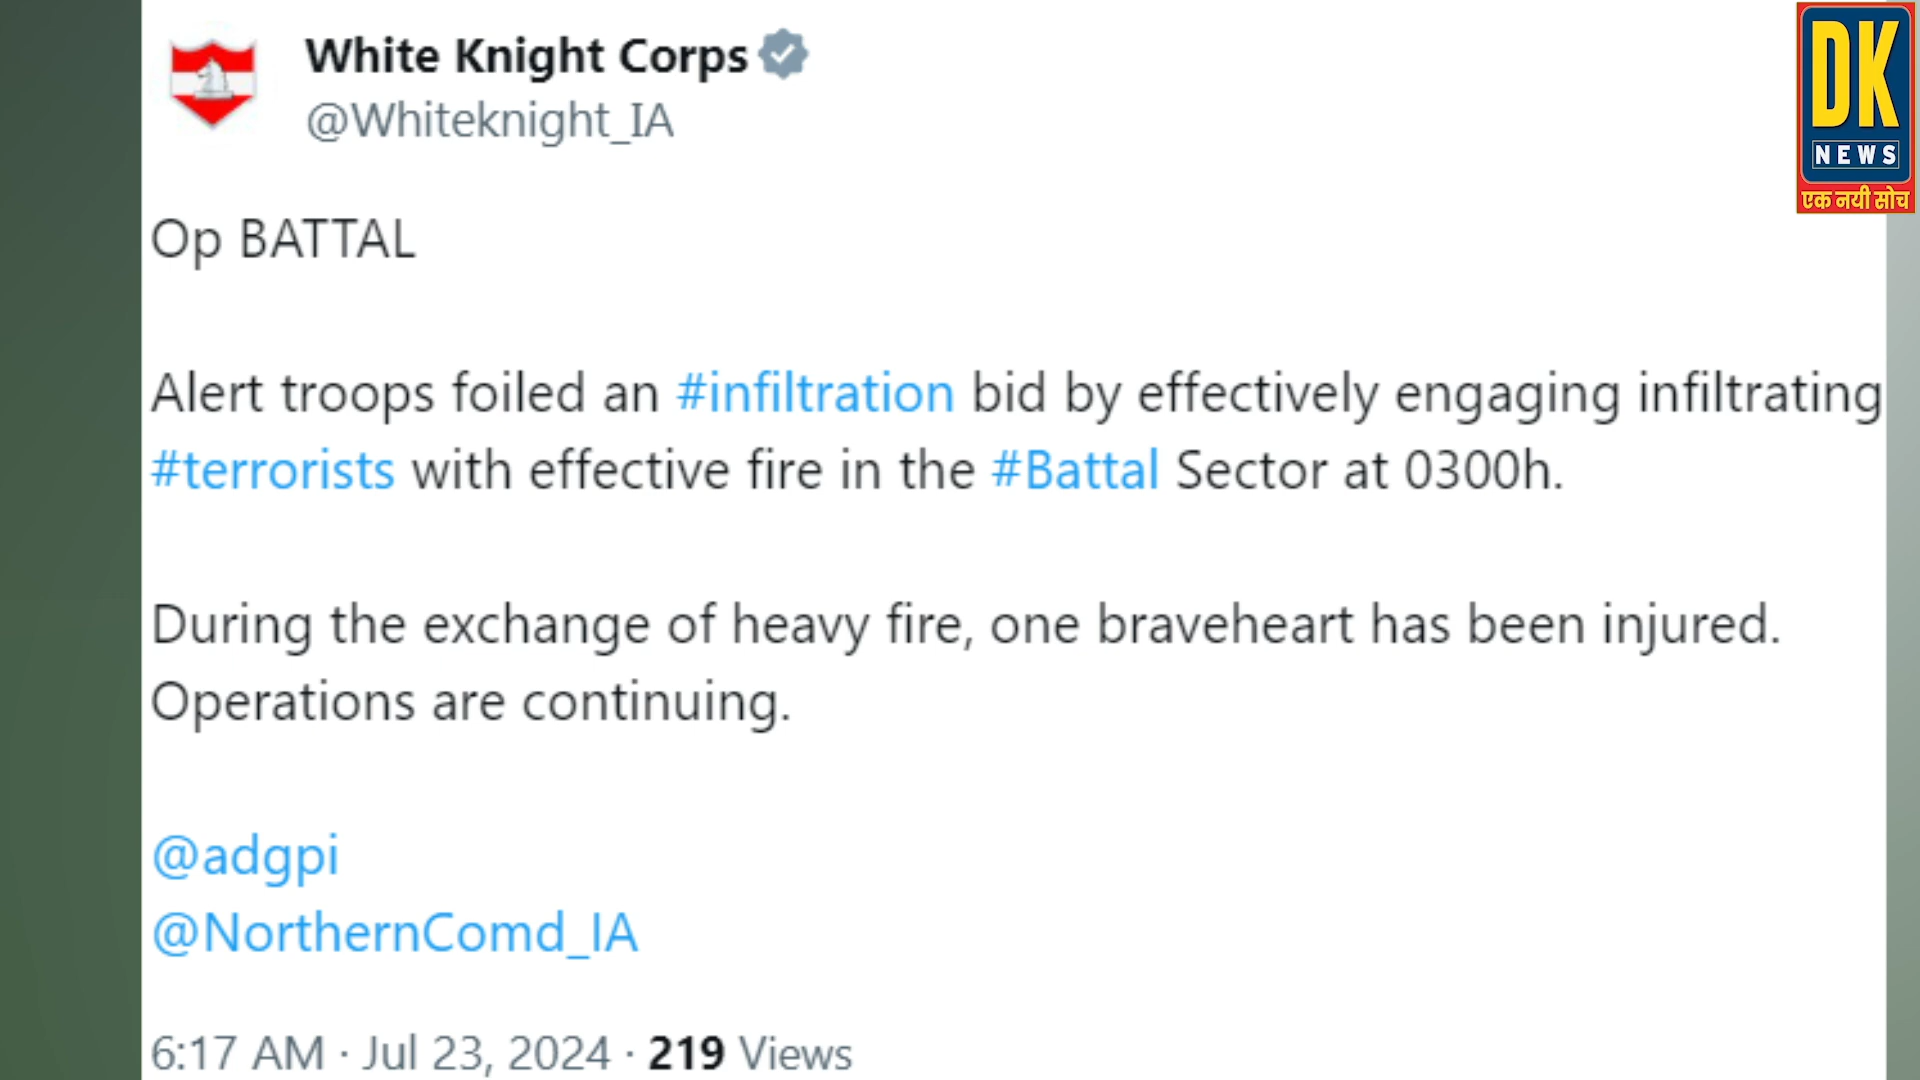 White Knight Corps
@Whiteknight_IA
DK
NEWS
एक नयी सोच
Op BATTAL
Alert troops foiled an #infiltration bid by effectively engaging infiltrating
#terrorists with effective fire in the #Battal Sector at 0300h.
During the exchange of heavy fire, one braveheart has been injured.
Operations are continuing.
@adgpi
@NorthernComd_IA
6:17 AM · Jul 23, 2024 · 219 Views